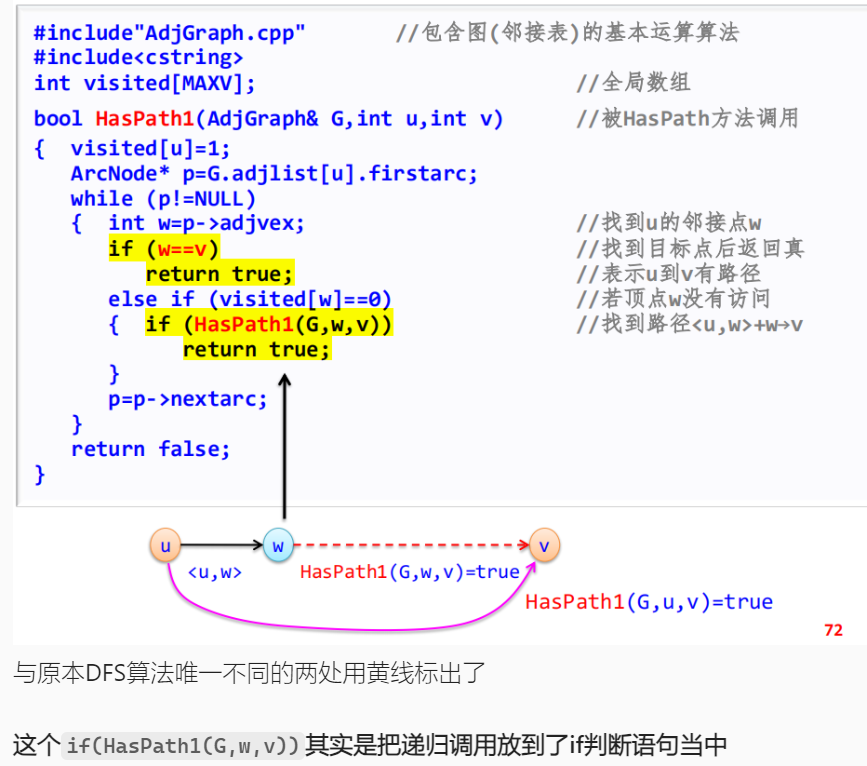 #include"AdjGraph.cpp" //包含图(邻接表)的基本运算算法
#include<cstring>
int visited[MAXV]; //全局数组
bool HasPath1(AdjGraph& G,int u,int v) //被HasPath方法调用
{ visited[u]=1;
ArcNode* p=G.adjlist[u].firstarc;
while (p!=NULL)
{ int w=p->adjvex; //找到u的邻接点w
if (w==v) //找到目标点后返回真
return true; //表示u到v有路径
else if (visited[w]==0) //若顶点w没有访问
{ if (HasPath1(G,w,v)) //找到路径<u,w>+w→v
return true;
}
p=p->nextarc;
}
return false;
}
u w v
<u,w> HasPath1(G,w,v)=true
HasPath1(G,u,v)=true
72
与原本DFS算法唯一不同的两处用黄线标出了
这个if(HasPath1(G,w,v))其实是把递归调用放到了if判断语句当中